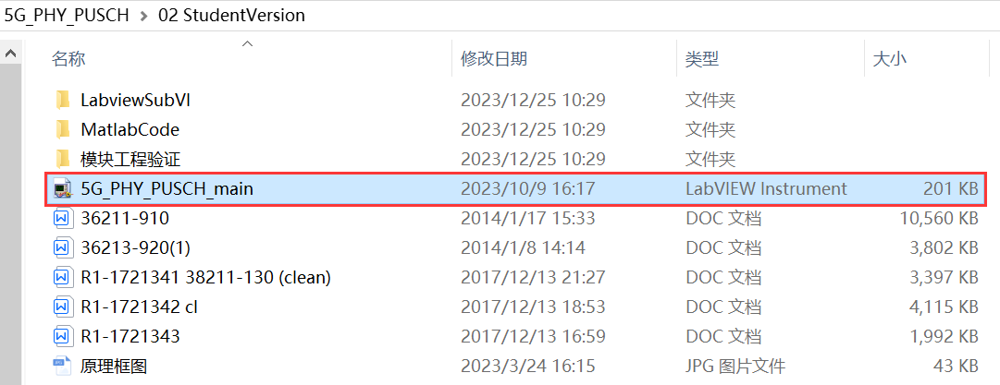 5G_PHY_PUSCH > 02 StudentVersion
名称 修改日期 类型 大小
LabviewSubVI 2023/12/25 10:29 文件夹
MatlabCode 2023/12/25 10:29 文件夹
模块工程验证 2023/12/25 10:29 文件夹
5G_PHY_PUSCH_main 2023/10/9 16:17 LabVIEW Instrument 201 KB
36211-910 2014/1/17 15:33 DOC 文档 10,560 KB
36213-920(1) 2014/1/8 14:14 DOC 文档 3,802 KB
R1-1721341 38211-130 (clean) 2017/12/13 21:27 DOC 文档 3,397 KB
R1-1721342 cl 2017/12/13 18:53 DOC 文档 4,115 KB
R1-1721343 2017/12/13 16:59 DOC 文档 1,992 KB
原理框图 2023/3/24 16:15 JPG 图片文件 43 KB